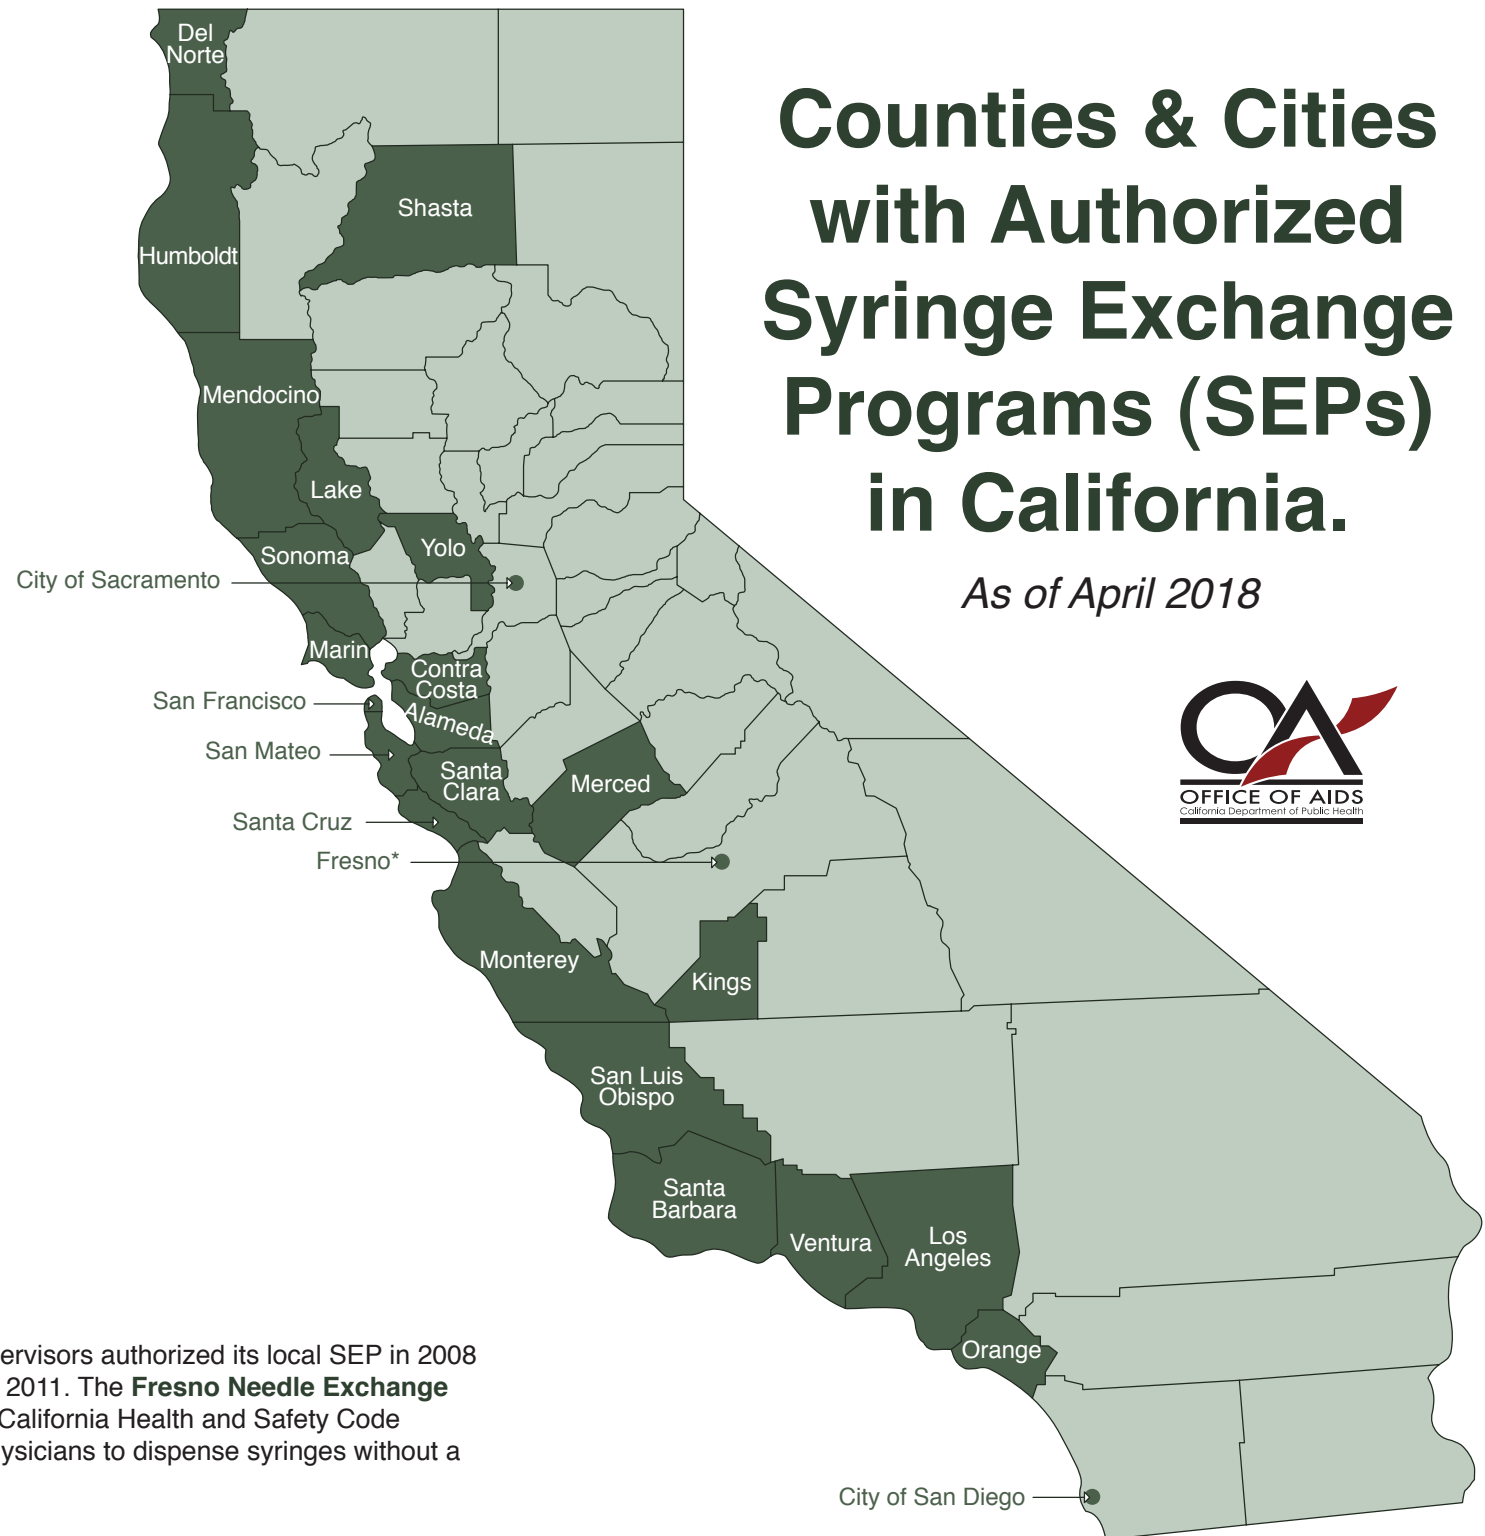 Counties & Cities
with Authorized
Syringe Exchange
Programs (SEPs)
in California.
As of April 2018
OA
OFFICE OF AIDS
California Department of Public Health
Del
Norte
Shasta
Humboldt
Mendocino
Lake
Sonoma
Yolo
City of Sacramento
Marin
Contra
Costa
San Francisco
Alameda
San Mateo
Santa
Clara
Merced
Santa Cruz
Fresno*
Monterey
Kings
San Luis
Obispo
Santa
Barbara
Ventura
Los
Angeles
Orange
City of San Diego
ervisors authorized its local SEP in 2008
2011. The Fresno Needle Exchange
California Health and Safety Code
ysicians to dispense syringes without a